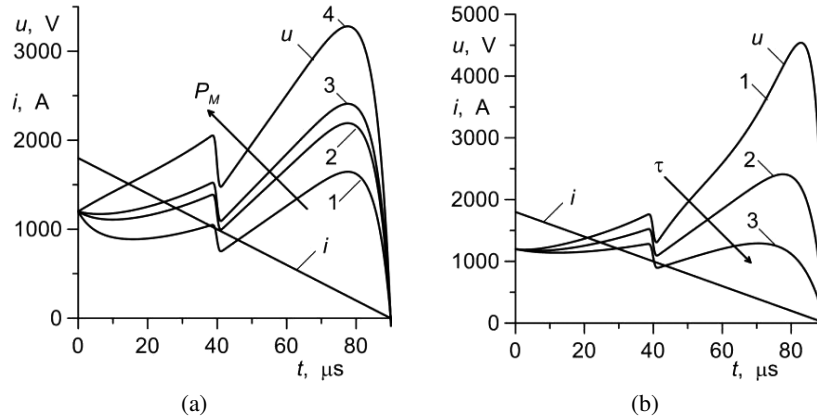 u, V
3000
i, A
2000
1000
0
0 20 40 60 80
t, μs
u
4
P_M
3
2
1
i
(a)
5000
u, V
4000
i, A
3000
2000
1000
0
0 20 40 60 80
t, μs
u
1
2
τ
i
3
(b)